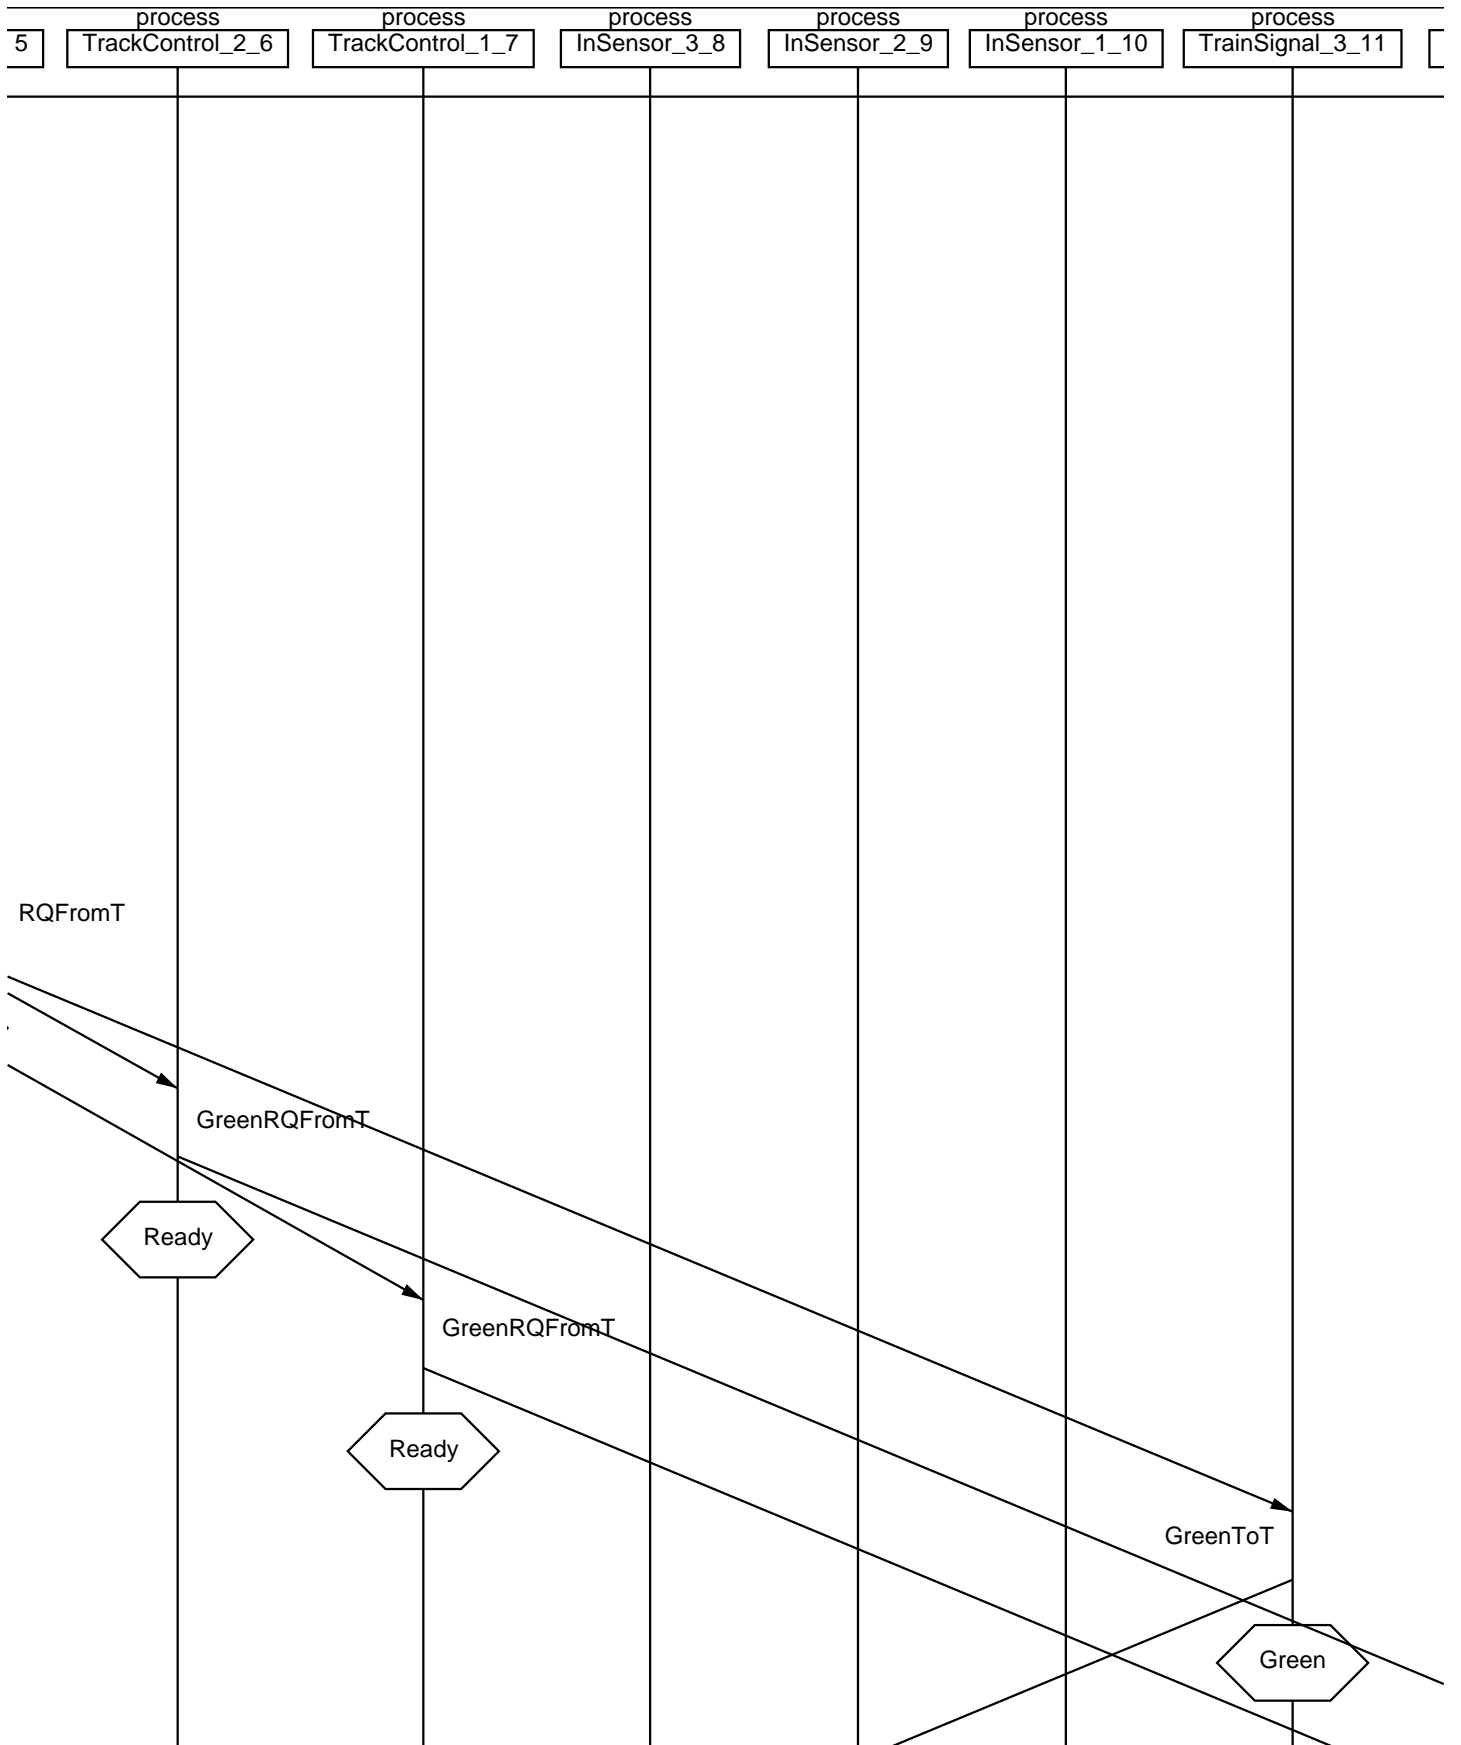 process process process process process process
5 TrackControl_2_6 TrackControl_1_7 InSensor_3_8 InSensor_2_9 InSensor_1_10 TrainSignal_3_11
RQFromT
GreenRQFromT
Ready
GreenRQFromT
Ready
GreenToT
Green